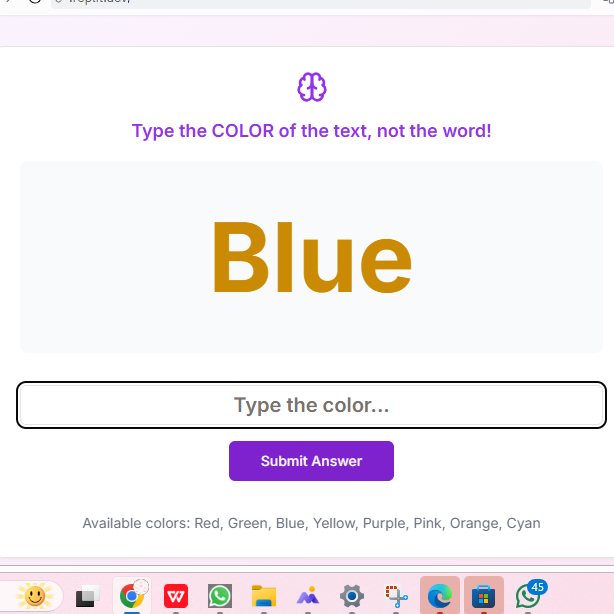 Type the COLOR of the text, not the word!
Blue
Type the color...
Submit Answer
Available colors: Red, Green, Blue, Yellow, Purple, Pink, Orange, Cyan
W
45